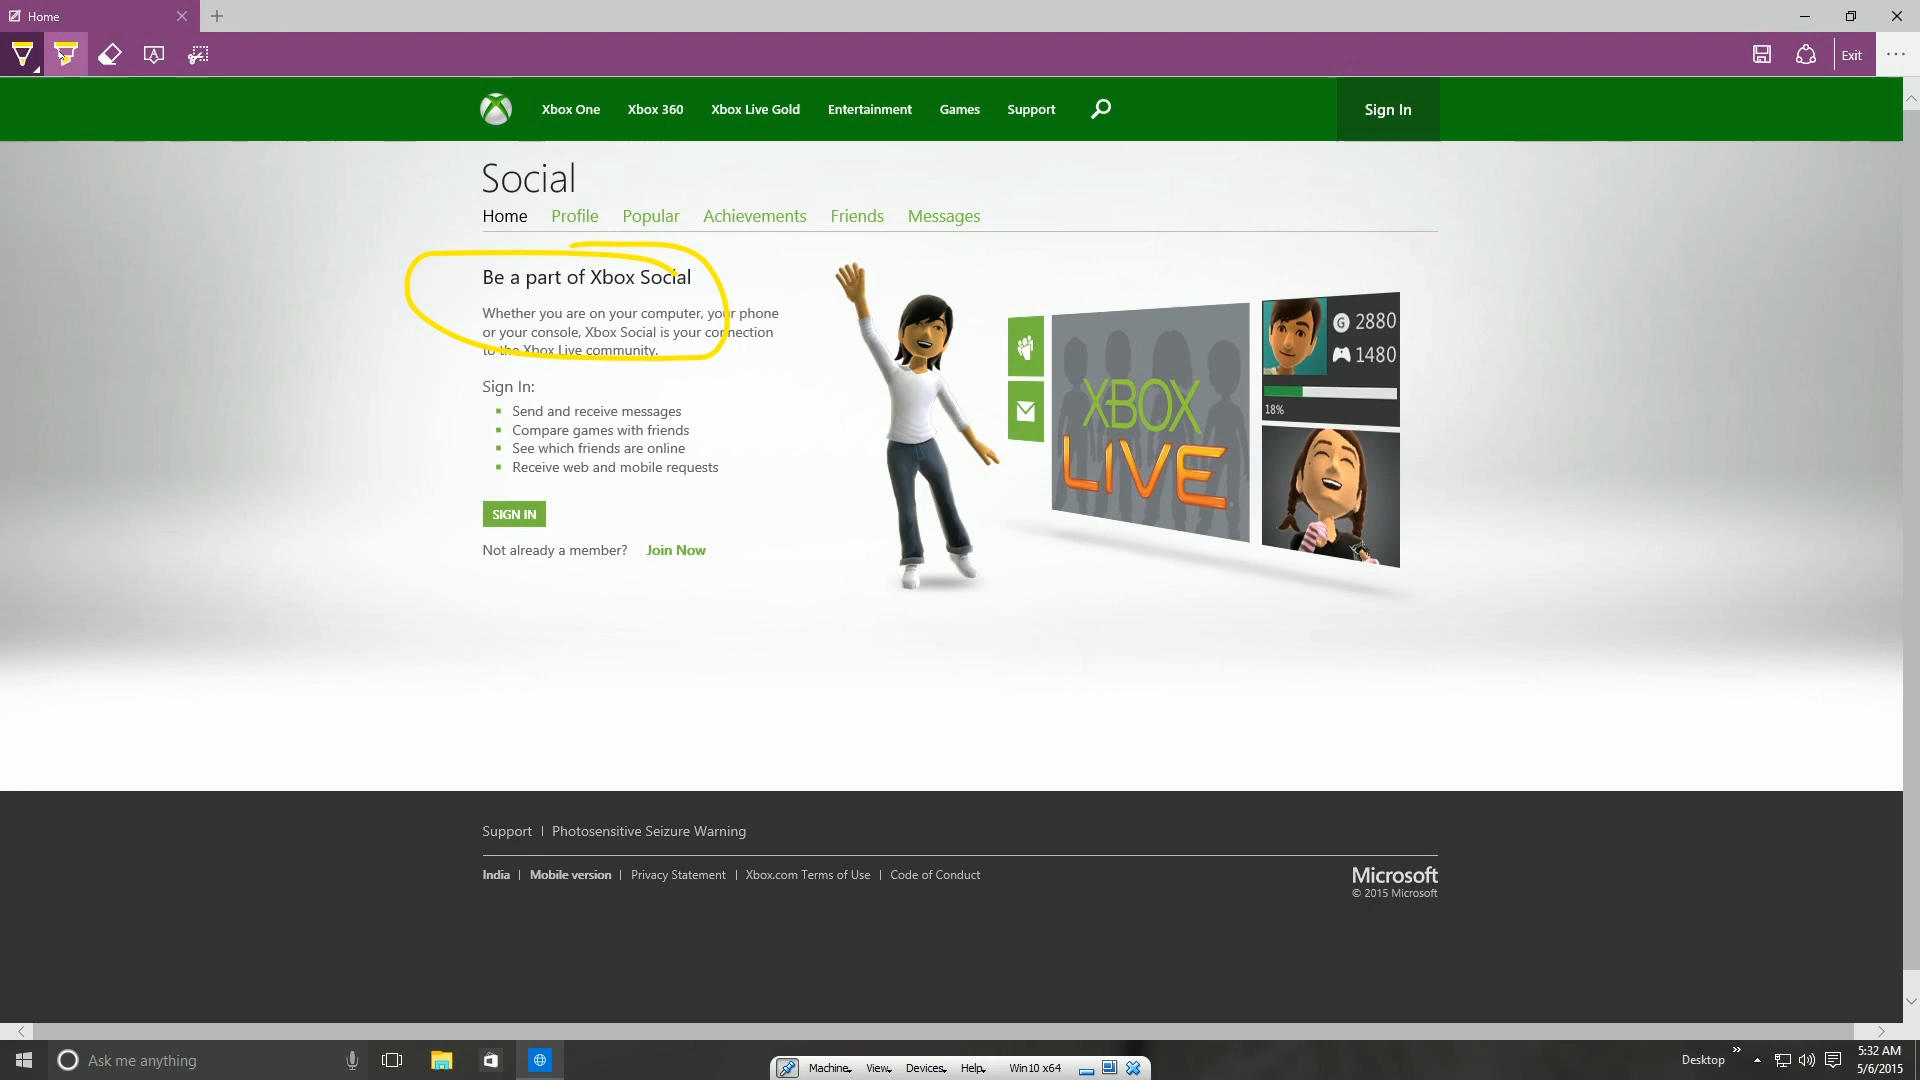 Home
Exit
Xbox One Xbox 360 Xbox Live Gold Entertainment Games Support Sign In
Social
Home Profile Popular Achievements Friends Messages
Be a part of Xbox Social
Whether you are on your computer, your phone
or your console, Xbox Social is your connection
to the Xbox Live community.
Sign In:
Send and receive messages
Compare games with friends
See which friends are online
Receive web and mobile requests
SIGN IN
Not already a member? Join Now
XBOX
LIVE
G 2880
1480
18%
Support | Photosensitive Seizure Warning
India | Mobile version | Privacy Statement | Xbox.com Terms of Use | Code of Conduct
Microsoft
© 2015 Microsoft
Ask me anything
Machine View Devices Help Win10 x64
Desktop
5:32 AM
5/6/2015